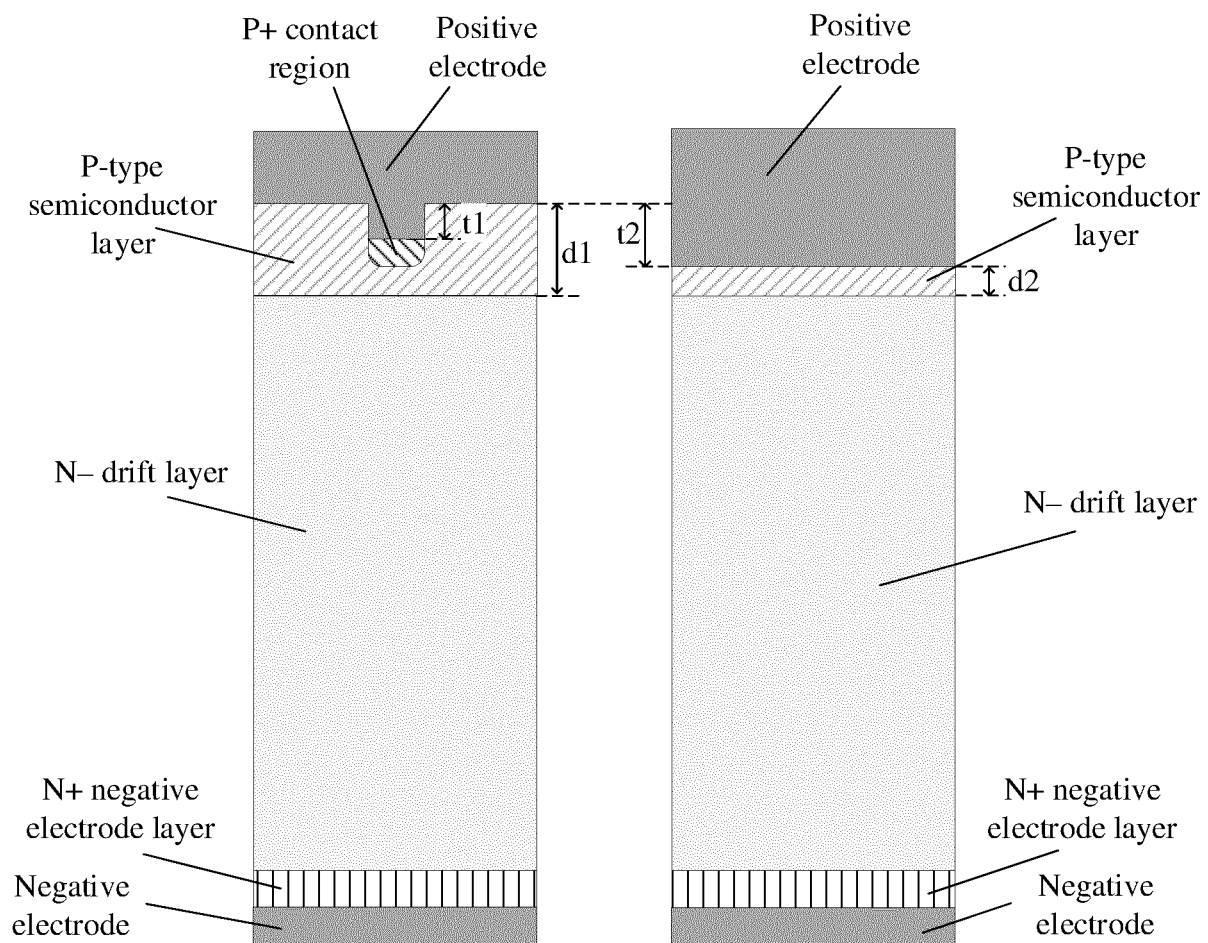 P+ contact
region
Positive
electrode
P-type
semiconductor
layer
t1
d1
N– drift layer
N+ negative
electrode layer
Negative
electrode
Positive
electrode
P-type
semiconductor
layer
t2
d2
N– drift layer
N+ negative
electrode layer
Negative
electrode